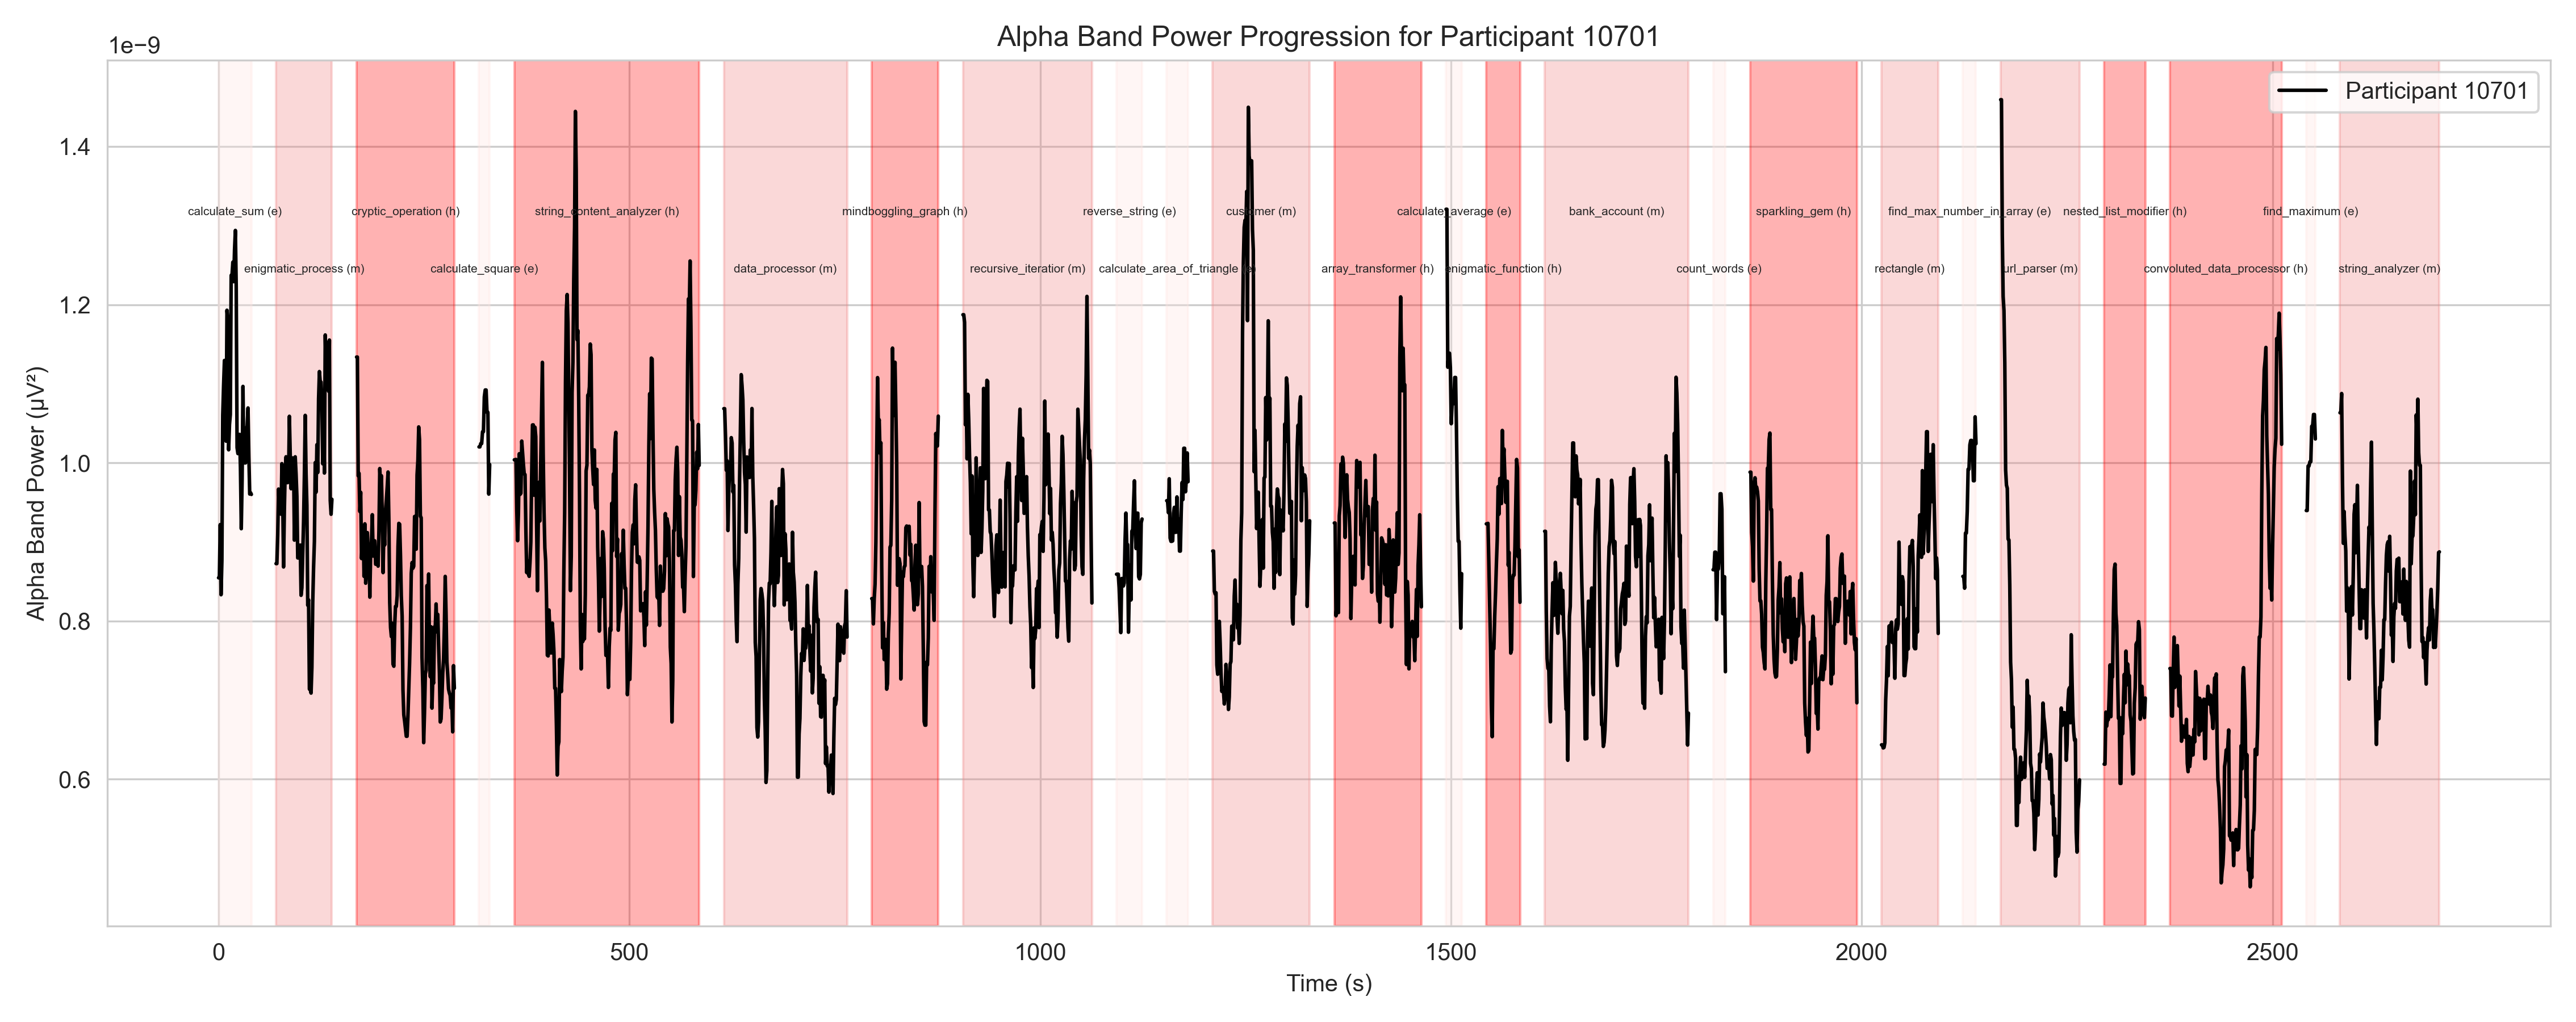 Alpha Band Power Progression for Participant 10701
1e−9
Participant 10701
1.4
calculate_sum (e) cryptic_operation (h) string_content_analyzer (h) mindboggling_graph (h) reverse_string (e) customer (m) calculate_average (e) bank_account (m) sparkling_gem (h) find_max_number_in_array (e) nested_list_modifier (h) find_maximum (e)
enigmatic_process (m) calculate_square (e) data_processor (m) recursive_iteratior (m) calculate_area_of_triangle (e) array_transformer (h) enigmatic_function (h) count_words (e) rectangle (m) url_parser (m) convoluted_data_processor (h) string_analyzer (m)
1.2
1.0
0.8
0.6
Alpha Band Power (µV²)
0 500 1000 1500 2000 2500
Time (s)